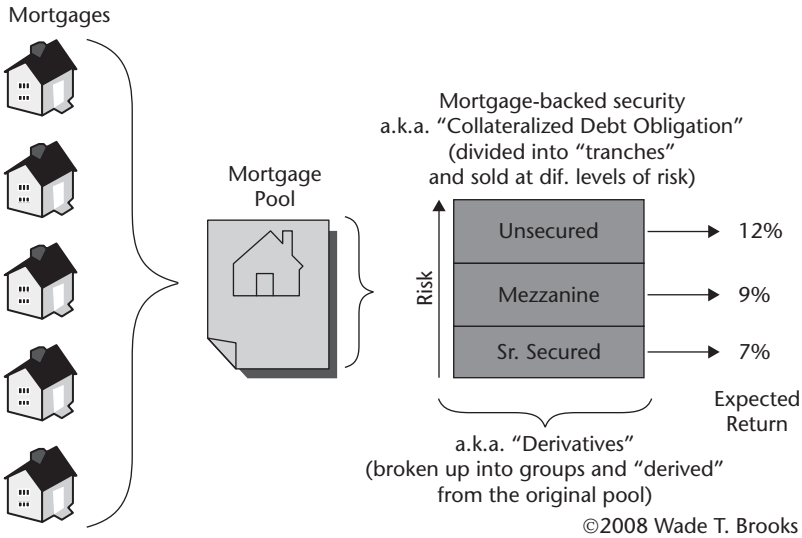 Mortgages
Mortgage
Pool
Mortgage-backed security
a.k.a. “Collateralized Debt Obligation”
(divided into “tranches”
and sold at dif. levels of risk)
Risk
Unsecured
12%
Mezzanine
9%
Sr. Secured
7%
Expected
Return
a.k.a. “Derivatives”
(broken up into groups and “derived”
from the original pool)
©2008 Wade T. Brooks